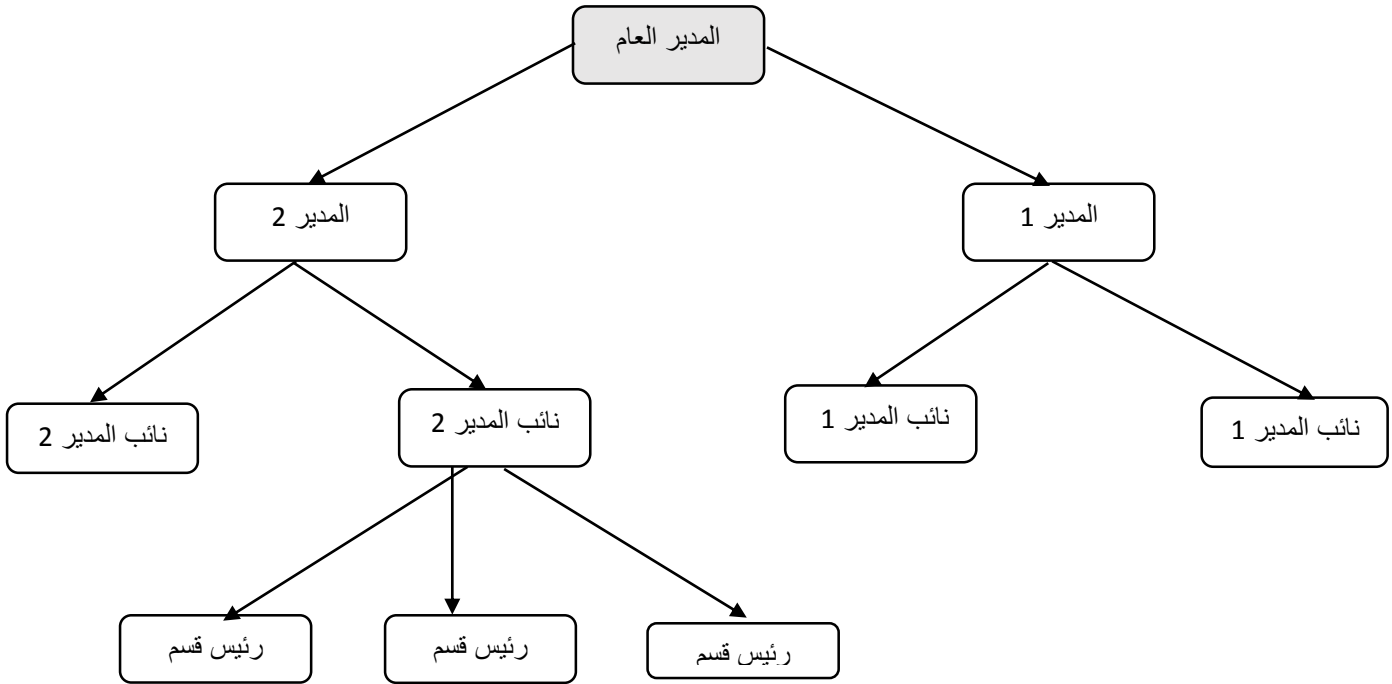 المدير العام
المدير 1
المدير 2
نائب المدير 1
نائب المدير 1
نائب المدير 2
نائب المدير 2
رئيس قسم
رئيس قسم
رئيس قسم